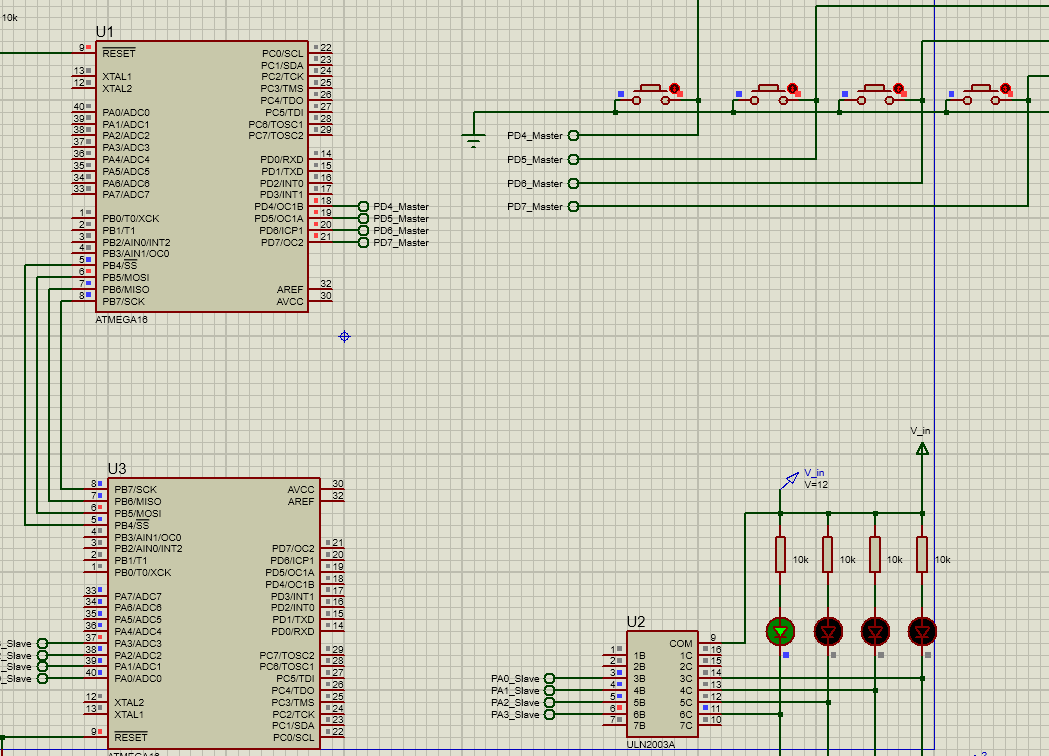 10k
U1
9 RESET
13 XTAL1
12 XTAL2
40 PA0/ADC0
39 PA1/ADC1
38 PA2/ADC2
37 PA3/ADC3
36 PA4/ADC4
35 PA5/ADC5
34 PA6/ADC6
33 PA7/ADC7
1 PB0/T0/XCK
2 PB1/T1
3 PB2/AIN0/INT2
4 PB3/AIN1/OC0
5 PB4/SS
6 PB5/MOSI
7 PB6/MISO
8 PB7/SCK
PC0/SCL 22
PC1/SDA 23
PC2/TCK 24
PC3/TMS 25
PC4/TDO 26
PC5/TDI 27
PC6/TOSC1 28
PC7/TOSC2 29
PD0/RXD 14
PD1/TXD 15
PD2/INT0 16
PD3/INT1 17
PD4/OC1B 18 PD4_Master
PD5/OC1A 19 PD5_Master
PD6/ICP1 20 PD6_Master
PD7/OC2 21 PD7_Master
AREF 32
AVCC 30
ATMEGA16
PD4_Master
PD5_Master
PD6_Master
PD7_Master
U3
8 PB7/SCK
7 PB6/MISO
6 PB5/MOSI
5 PB4/SS
4 PB3/AIN1/OC0
3 PB2/AIN0/INT2
2 PB1/T1
1 PB0/T0/XCK
33 PA7/ADC7
34 PA6/ADC6
35 PA5/ADC5
36 PA4/ADC4
_Slave 37 PA3/ADC3
_Slave 38 PA2/ADC2
_Slave 39 PA1/ADC1
_Slave 40 PA0/ADC0
12 XTAL2
13 XTAL1
9 RESET
AVCC 30
AREF 32
PD7/OC2 21
PD6/ICP1 20
PD5/OC1A 19
PD4/OC1B 18
PD3/INT1 17
PD2/INT0 16
PD1/TXD 15
PD0/RXD 14
PC7/TOSC2 29
PC6/TOSC1 28
PC5/TDI 27
PC4/TDO 26
PC3/TMS 25
PC2/TCK 24
PC1/SDA 23
PC0/SCL 22
ATMEGA16
V_in
V_in
V=12
10k 10k 10k 10k
U2
COM 9
1 1B 1C 16
2 2B 2C 15
PA0_Slave 3 3B 3C 14
PA1_Slave 4 4B 4C 13
PA2_Slave 5 5B 5C 12
PA3_Slave 6 6B 6C 11
7 7B 7C 10
ULN2003A